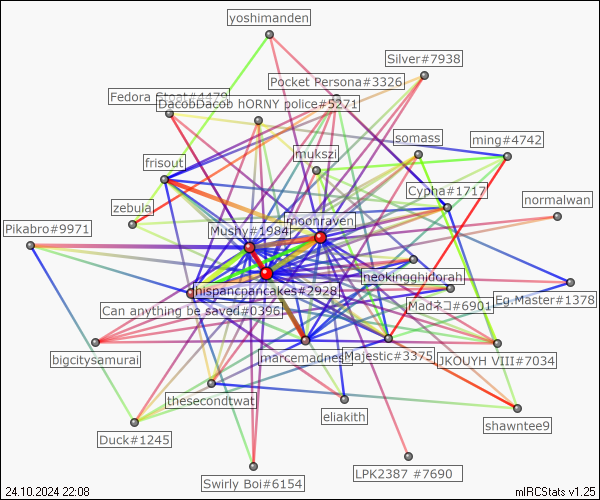 yoshimanden
Silver#7938
Pocket Persona#3326
Fedora Stoat#4479
DacobDacob hORNY police#5271
somass
ming#4742
mukszi
frisout
Cypha#1717
normalwan
zebula
moonraven
Pikabro#9971
Mushy#1984
neokingghidorah
hispancpancakes#2928
Eg.Master#1378
Madネコ#6901
Can anything be saved#0396
marcemadness
Majestic#3375
JKOUYH VIII#7034
bigcitysamurai
thesecondtwat
eliakith
shawntee9
Duck#1245
LPK2387 #7690
Swirly Boi#6154
24.10.2024 22:08
mIRCStats v1.25